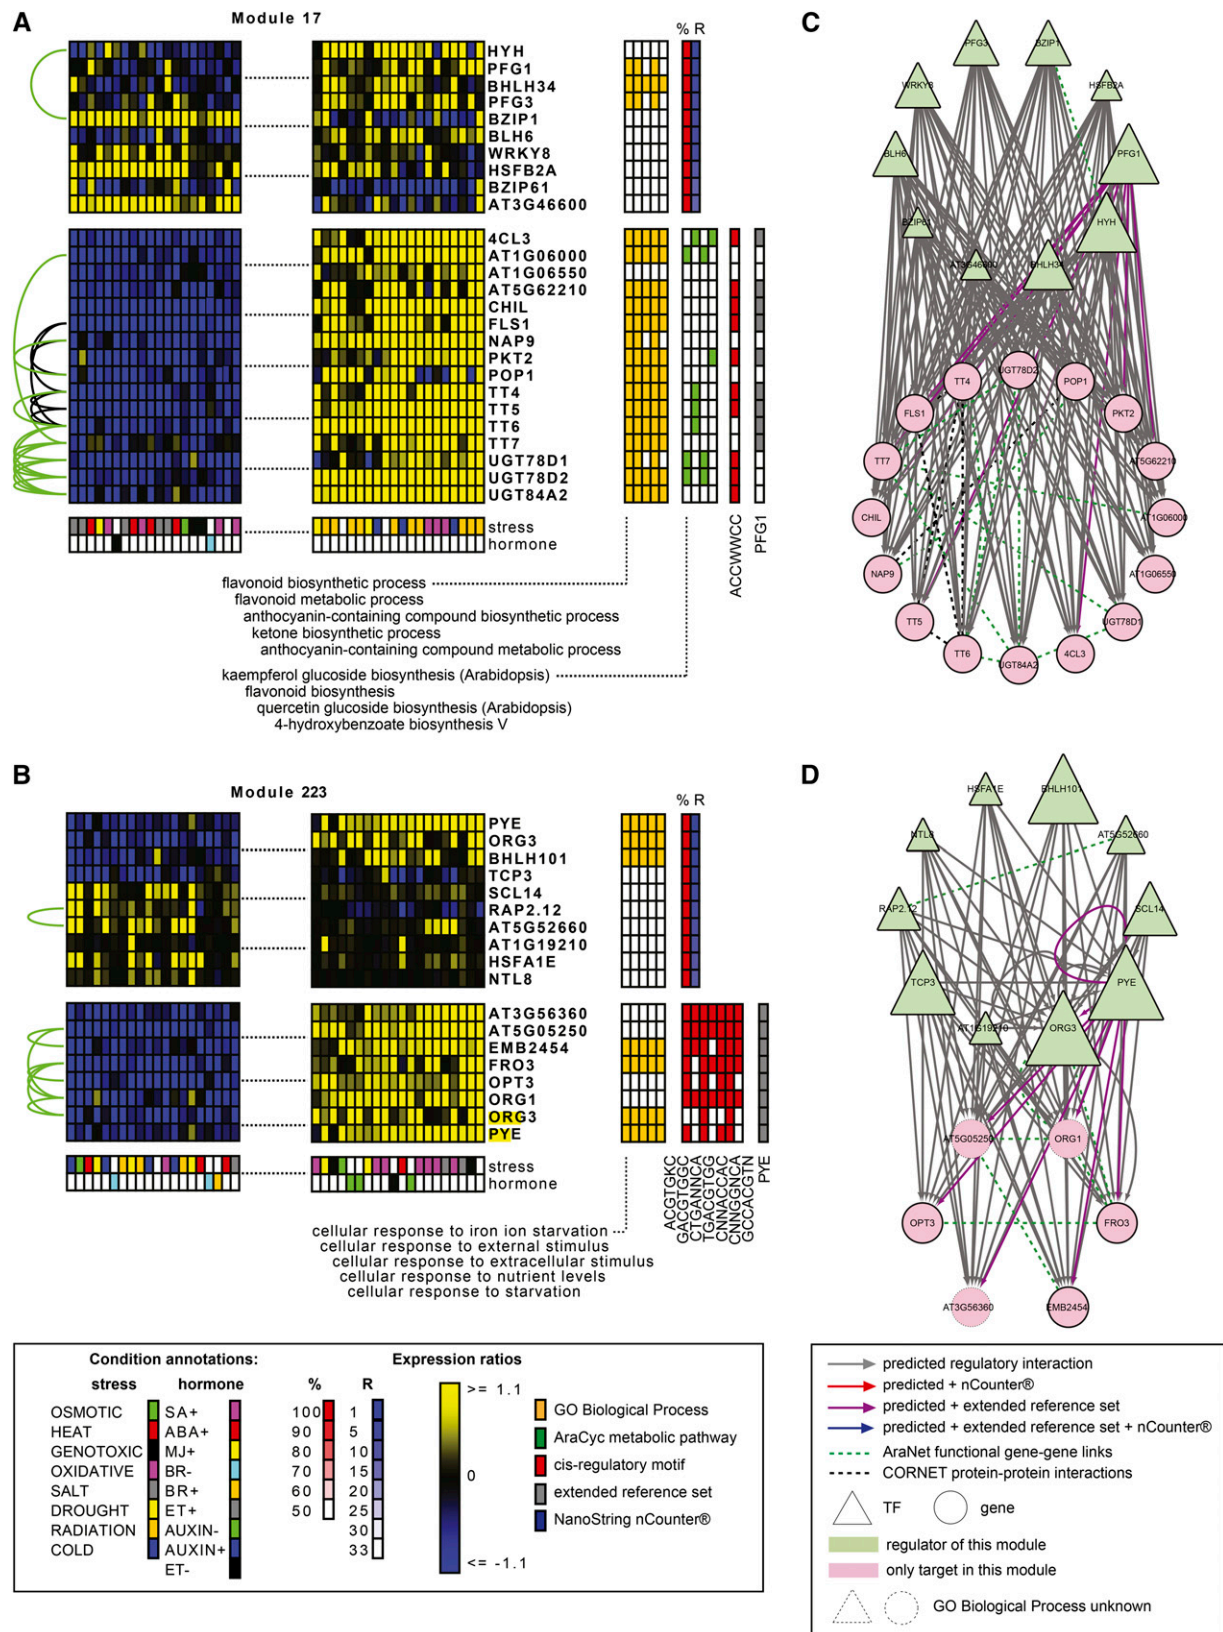 A
Module 17
% R
HYH
PFG1
BHLH34
PFG3
BZIP1
BLH6
WRKY8
HSFB2A
BZIP61
AT3G46600
4CL3
AT1G06000
AT1G06550
AT5G62210
CHIL
FLS1
NAP9
PKT2
POP1
TT4
TT5
TT6
TT7
UGT78D1
UGT78D2
UGT84A2
stress
hormone
ACCWWCC
PFG1
flavonoid biosynthetic process
flavonoid metabolic process
anthocyanin-containing compound biosynthetic process
ketone biosynthetic process
anthocyanin-containing compound metabolic process
kaempferol glucoside biosynthesis (Arabidopsis)
flavonoid biosynthesis
quercetin glucoside biosynthesis (Arabidopsis)
4-hydroxybenzoate biosynthesis V
C
PFG3
BZIP1
WRKY8
HSFB2A
BLH6
PFG1
BZIP61
HYH
AT3G46600
BHLH34
UGT78D2
TT4
POP1
FLS1
PKT2
TT7
AT5G62210
CHIL
AT1G06000
NAP9
AT1G06550
TT5
UGT78D1
TT6
4CL3
UGT84A2
B
Module 223
% R
PYE
ORG3
BHLH101
TCP3
SCL14
RAP2.12
AT5G52660
AT1G19210
HSFA1E
NTL8
AT3G56360
AT5G05250
EMB2454
FRO3
OPT3
ORG1
ORG3
PYE
stress
hormone
ACGTGKC
GACGTGGC
CTGANNCA
TGACGTGG
CNNACCAC
CNNGGNCA
GCCACGTN
PYE
cellular response to iron ion starvation
cellular response to external stimulus
cellular response to extracellular stimulus
cellular response to nutrient levels
cellular response to starvation
D
HSFA1E
BHLH101
NTL8
AT5G52660
RAP2.12
SCL14
TCP3
PYE
AT1G19210
ORG3
AT5G05250
ORG1
OPT3
FRO3
AT3G56360
EMB2454
Condition annotations:
stress
hormone
OSMOTIC
HEAT
GENOTOXIC
OXIDATIVE
SALT
DROUGHT
RADIATION
COLD
SA+
ABA+
MJ+
BR-
BR+
ET+
AUXIN-
AUXIN+
ET-
%
100
90
80
70
60
50
R
1
5
10
15
20
25
30
33
Expression ratios
>= 1.1
0
<= -1.1
GO Biological Process
AraCyc metabolic pathway
cis-regulatory motif
extended reference set
NanoString nCounter®
predicted regulatory interaction
predicted + nCounter®
predicted + extended reference set
predicted + extended reference set + nCounter®
AraNet functional gene-gene links
CORNET protein-protein interactions
TF
gene
regulator of this module
only target in this module
GO Biological Process unknown